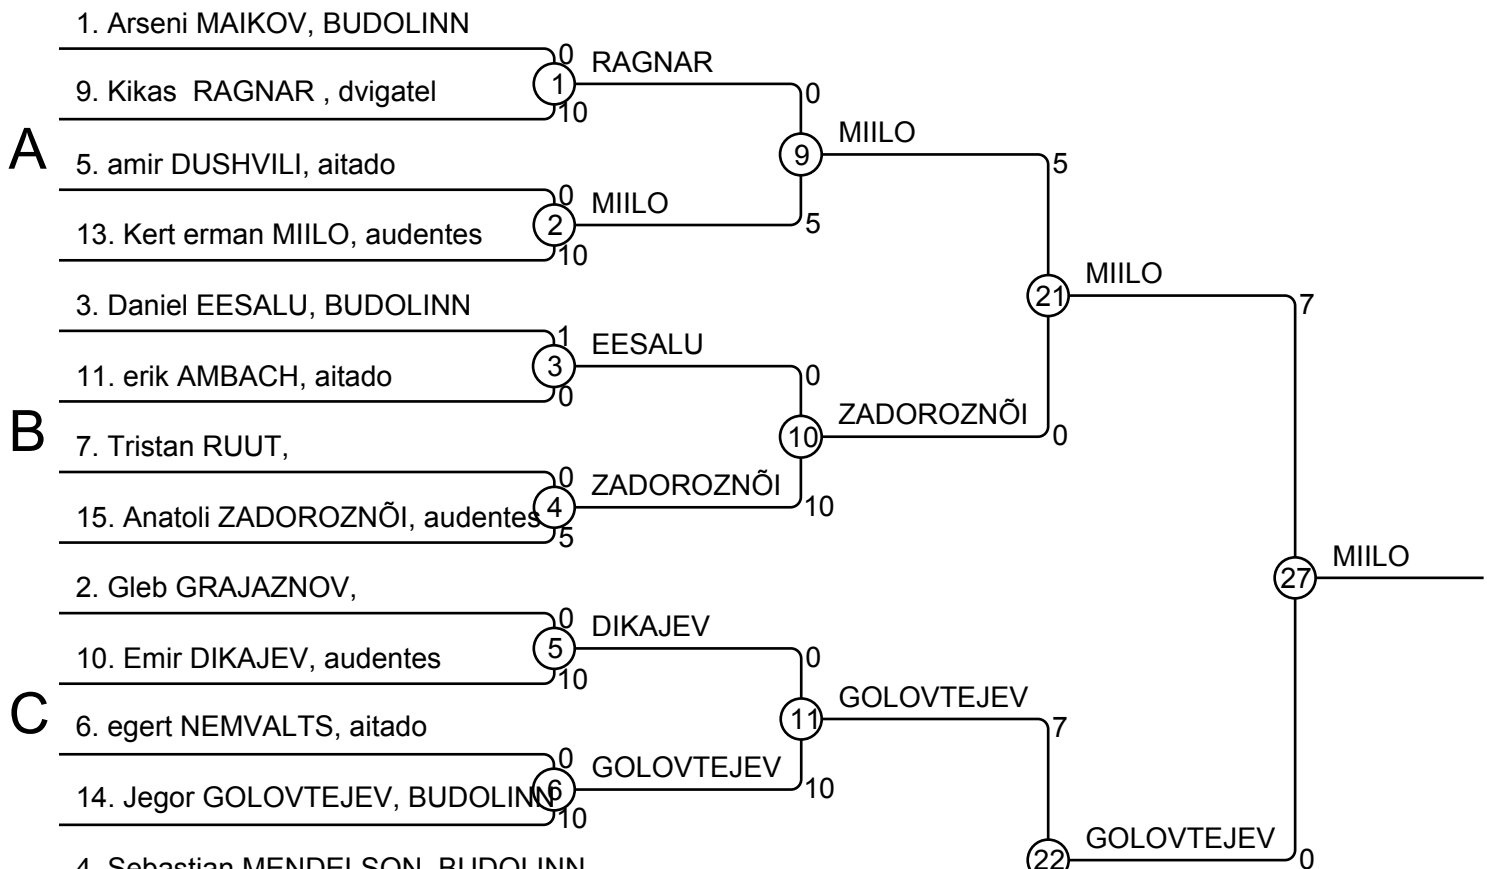 1. Arseni MAIKOV, BUDOLINN
0
RAGNAR
1
9. Kikas  RAGNAR , dvigatel
10
0
MIILO
A
9
5. amir DUSHVILI, aitado
0
5
MIILO
2
13. Kert erman MIILO, audentes
10
5
MIILO
21
7
3. Daniel EESALU, BUDOLINN
1
EESALU
3
11. erik AMBACH, aitado
0
0
ZADOROZNÕI
B
10
0
7. Tristan RUUT,
0
ZADOROZNÕI
4
15. Anatoli ZADOROZNÕI, audentes
5
10
MIILO
27
2. Gleb GRAJAZNOV,
0
DIKAJEV
5
10. Emir DIKAJEV, audentes
10
0
GOLOVTEJEV
C
11
7
6. egert NEMVALTS, aitado
0
GOLOVTEJEV
6
14. Jegor GOLOVTEJEV, BUDOLINN
10
10
GOLOVTEJEV
22
0
4. Sebastian MENDELSON, BUDOLINN